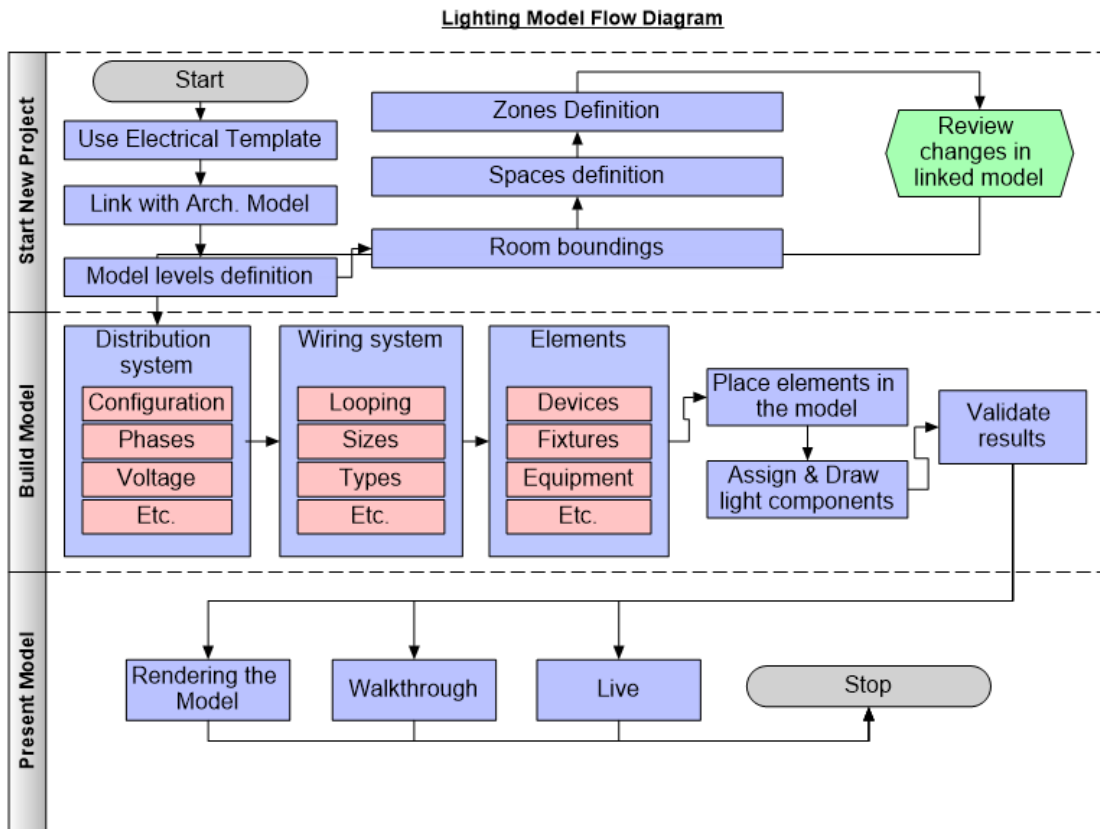 Lighting Model Flow Diagram
Start New Project
Start
Use Electrical Template
Link with Arch. Model
Model levels definition
Zones Definition
Spaces definition
Room boundings
Review
changes in
linked model
Build Model
Distribution
system
Configuration
Phases
Voltage
Etc.
Wiring system
Looping
Sizes
Types
Etc.
Elements
Devices
Fixtures
Equipment
Etc.
Place elements in
the model
Assign & Draw
light components
Validate
results
Present Model
Rendering the
Model
Walkthrough
Live
Stop